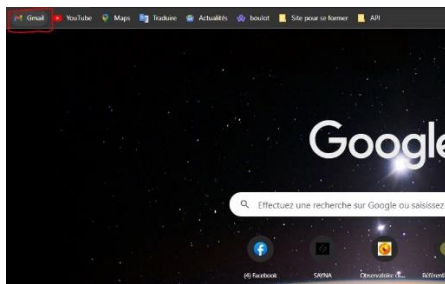 Gmail YouTube Maps Traduire Actualités boulot Site pour se former API
Google
Effectuez une recherche sur Google ou saisissez
(4) Facebook SAYNA Observatoire